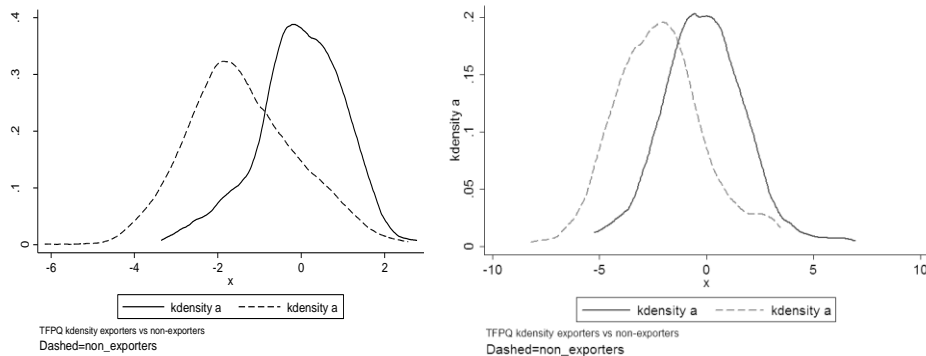 .4
.3
.2
.1
0
-6 -4 -2 0 2
x
kdensity a kdensity a
TFPQ kdensity exporters vs non-exporters
Dashed=non_exporters
kdensity a
.2
.15
.1
.05
0
-10 -5 0 5 10
x
kdensity a kdensity a
TFPQ kdensity exporters vs non-exporters
Dashed=non_exporters